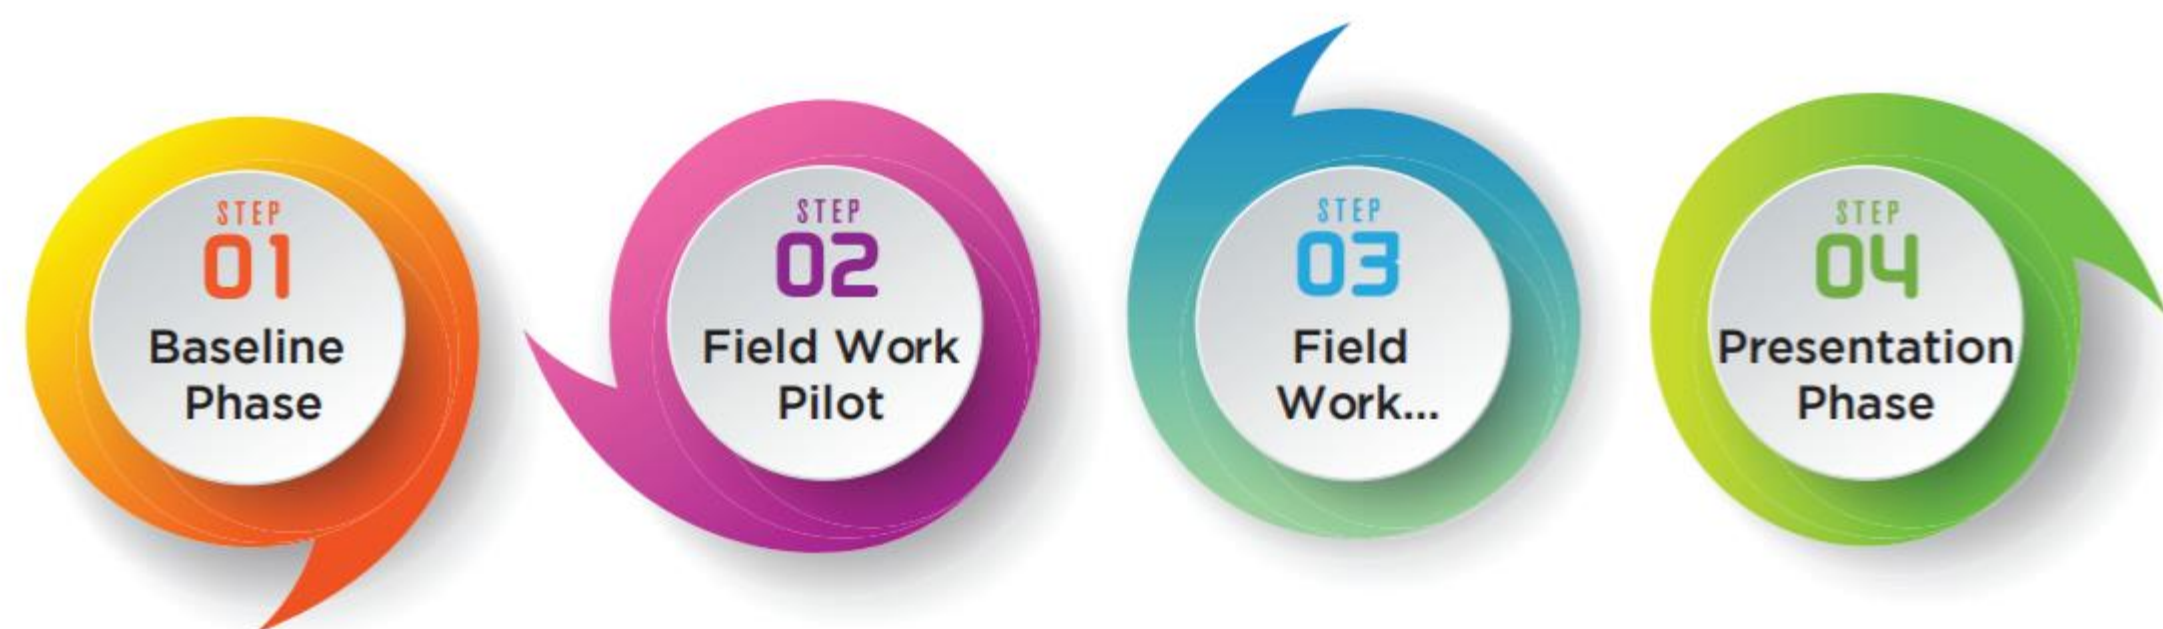 STEP
01
Baseline
Phase
STEP
02
Field Work
Pilot
STEP
03
Field
Work...
STEP
04
Presentation
Phase